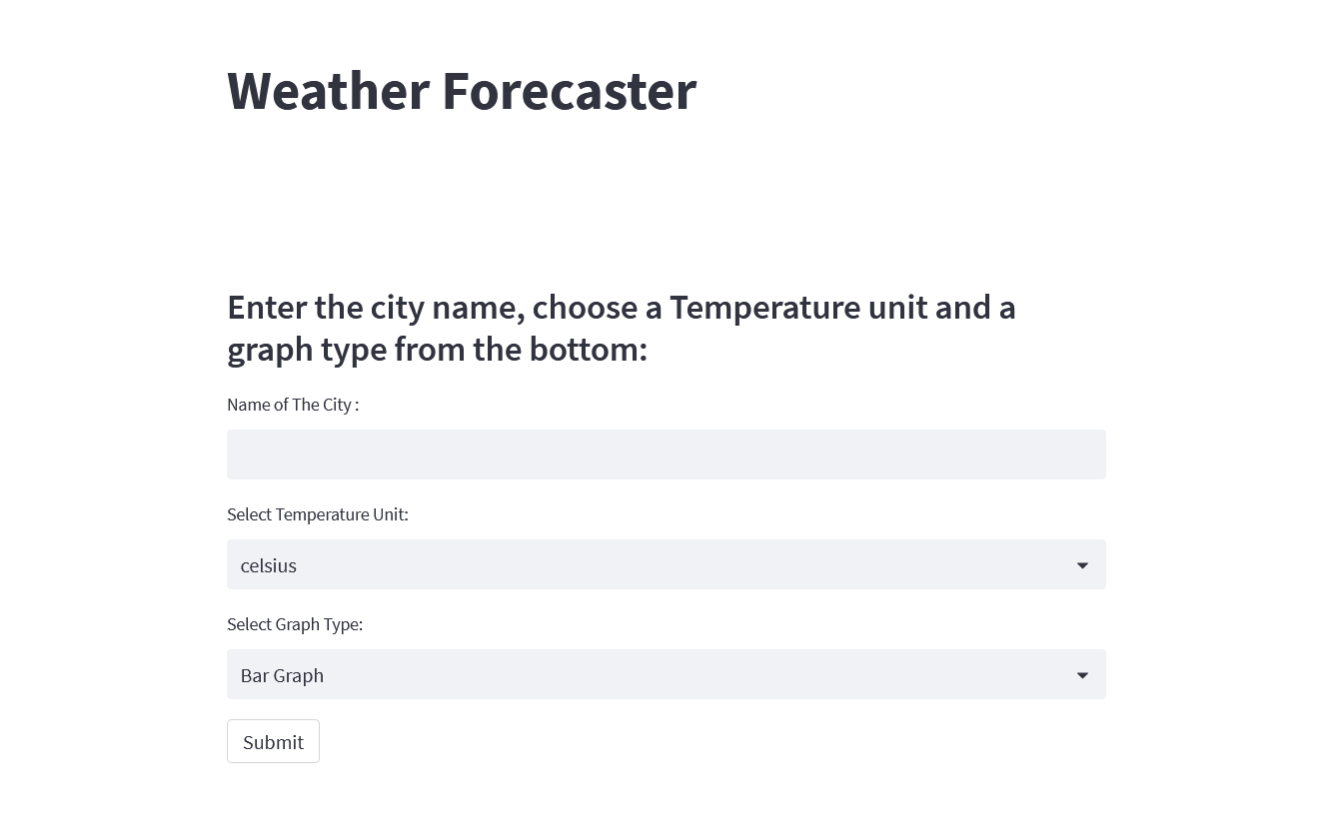 Weather Forecaster
Enter the city name, choose a Temperature unit and a
graph type from the bottom:
Name of The City :
Select Temperature Unit:
celsius
Select Graph Type:
Bar Graph
Submit